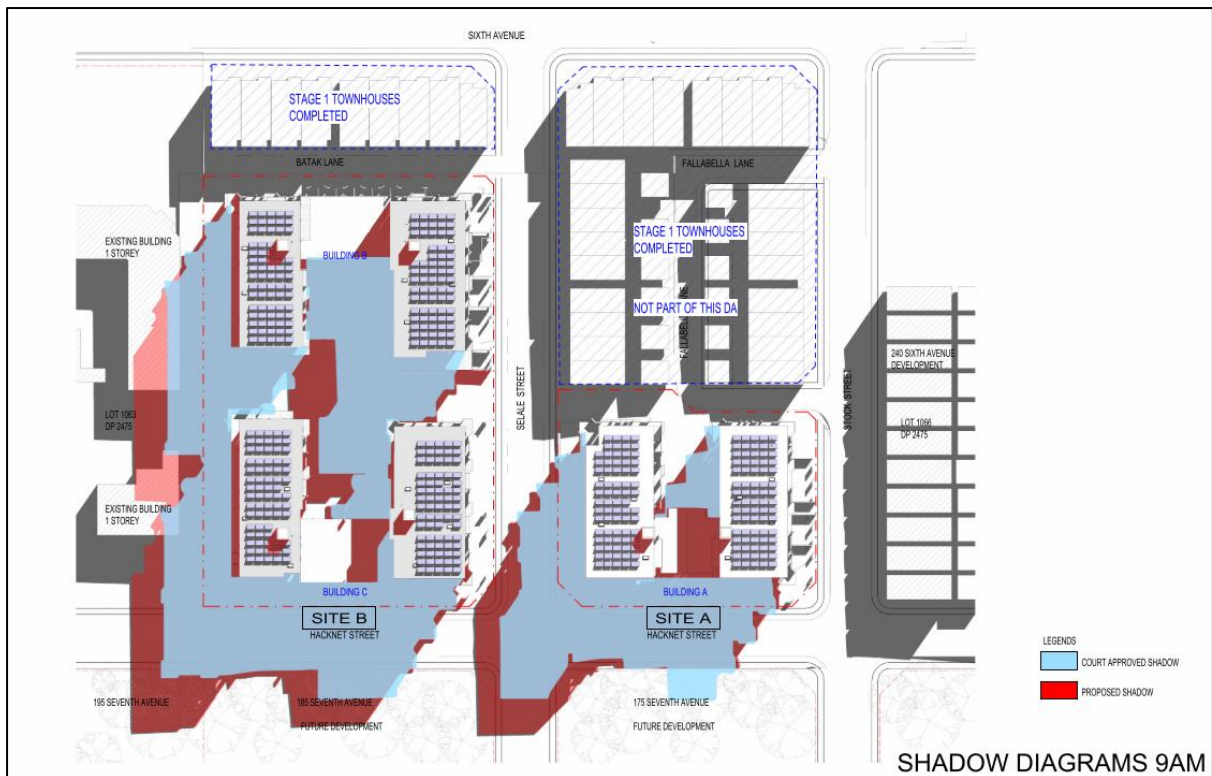 SIXTH AVENUE
STAGE 1 TOWNHOUSES
COMPLETED
BATAK LANE
FALLABELLA LANE
EXISTING BUILDING
1 STOREY
BUILDING B
STAGE 1 TOWNHOUSES
COMPLETED
NOT PART OF THIS DA
SELALE STREET
STOCK STREET
240 SIXTH AVENUE
DEVELOPMENT
LOT 1063
DP 2475
LOT 1066
DP 2475
EXISTING BUILDING
1 STOREY
BUILDING C
BUILDING A
SITE B
SITE A
HACKNET STREET
HACKNET STREET
LEGENDS
COURT APPROVED SHADOW
PROPOSED SHADOW
195 SEVENTH AVENUE
185 SEVENTH AVENUE
175 SEVENTH AVENUE
FUTURE DEVELOPMENT
FUTURE DEVELOPMENT
SHADOW DIAGRAMS 9AM